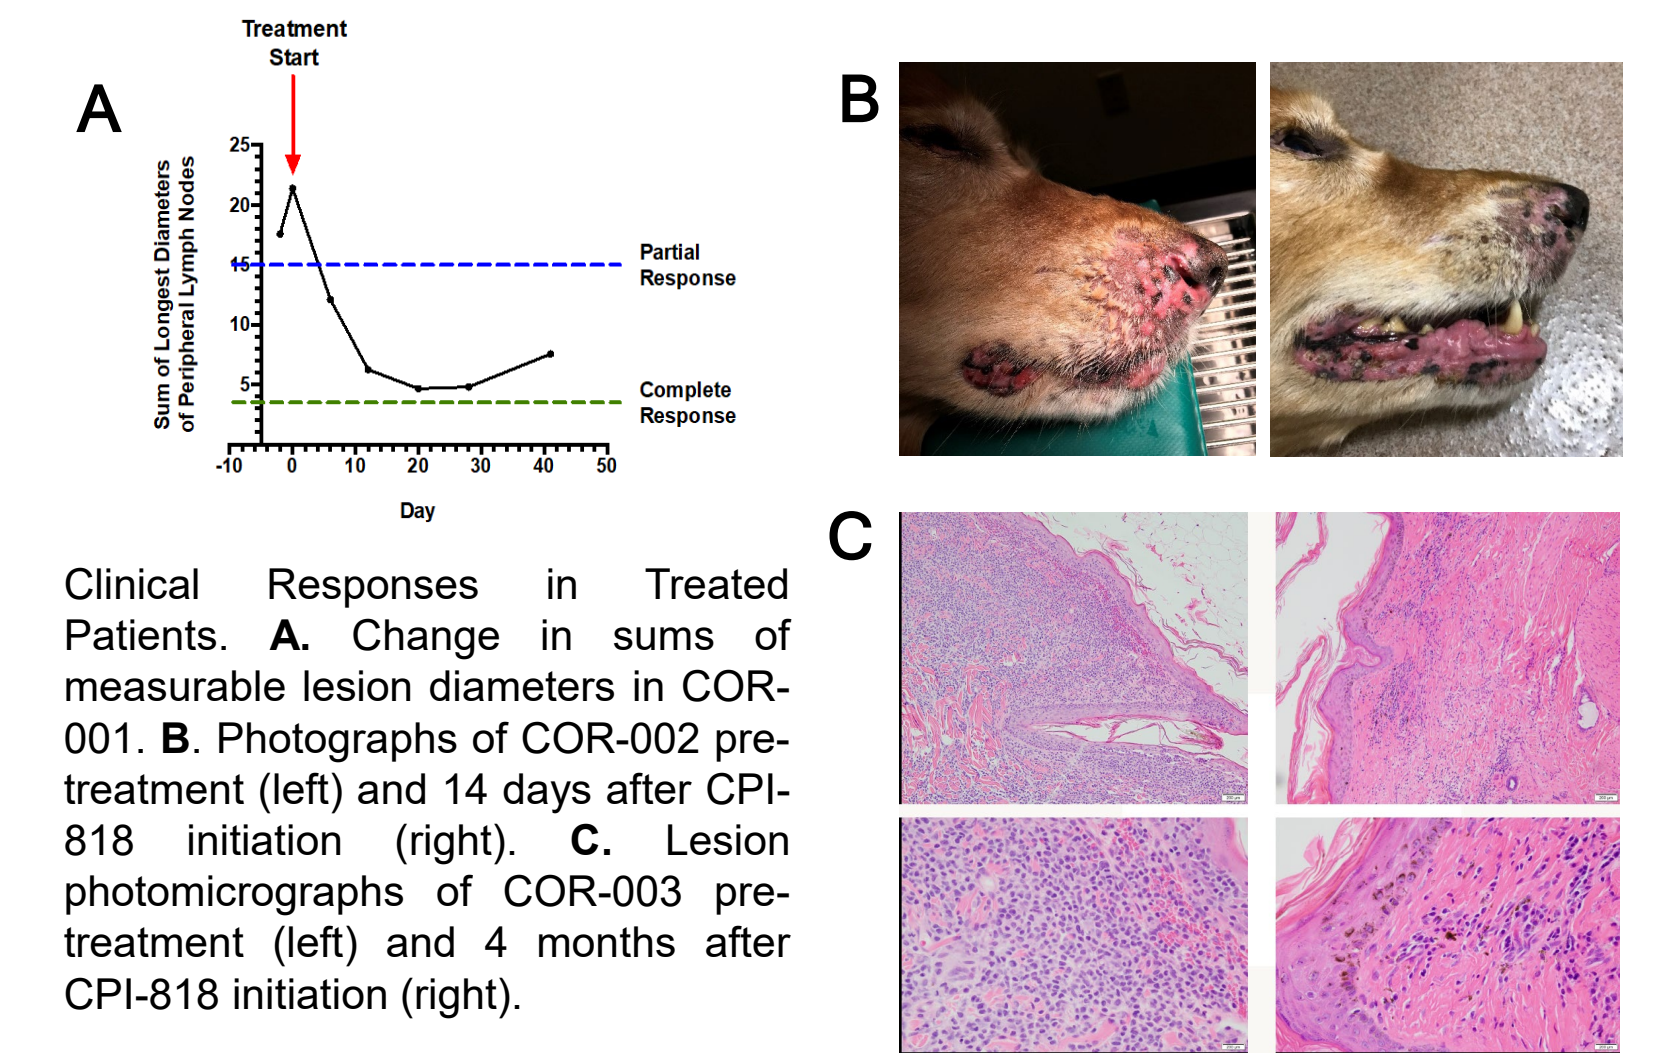 Treatment
Start
A
Sum of Longest Diameters
of Peripheral Lymph Nodes
25
20
15
10
5
-10 0 10 20 30 40 50
Day
Partial
Response
Complete
Response
B
C
Clinical Responses in Treated
Patients. A. Change in sums of
measurable lesion diameters in COR-
001. B. Photographs of COR-002 pre-
treatment (left) and 14 days after CPI-
818 initiation (right). C. Lesion
photomicrographs of COR-003 pre-
treatment (left) and 4 months after
CPI-818 initiation (right).